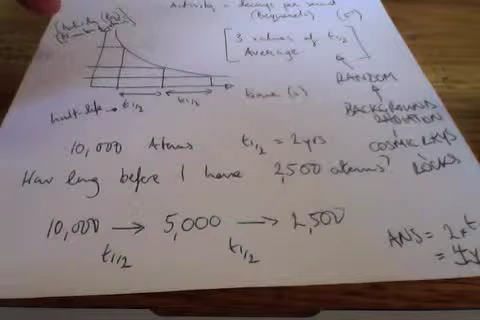 Activity = decays per second
(Becquerels)
[3 values of t1/2
Average]
RANDOM
time (s)
half-life → t1/2 t1/2
BACKGROUND
RADIATION
COSMIC RAYS
ROCKS
10,000 Atoms t1/2 = 2yrs
How long before I have 2,500 atoms?
10,000 → 5,000 → 2,500
t1/2 t1/2
ANS = 2 × t
= 4y